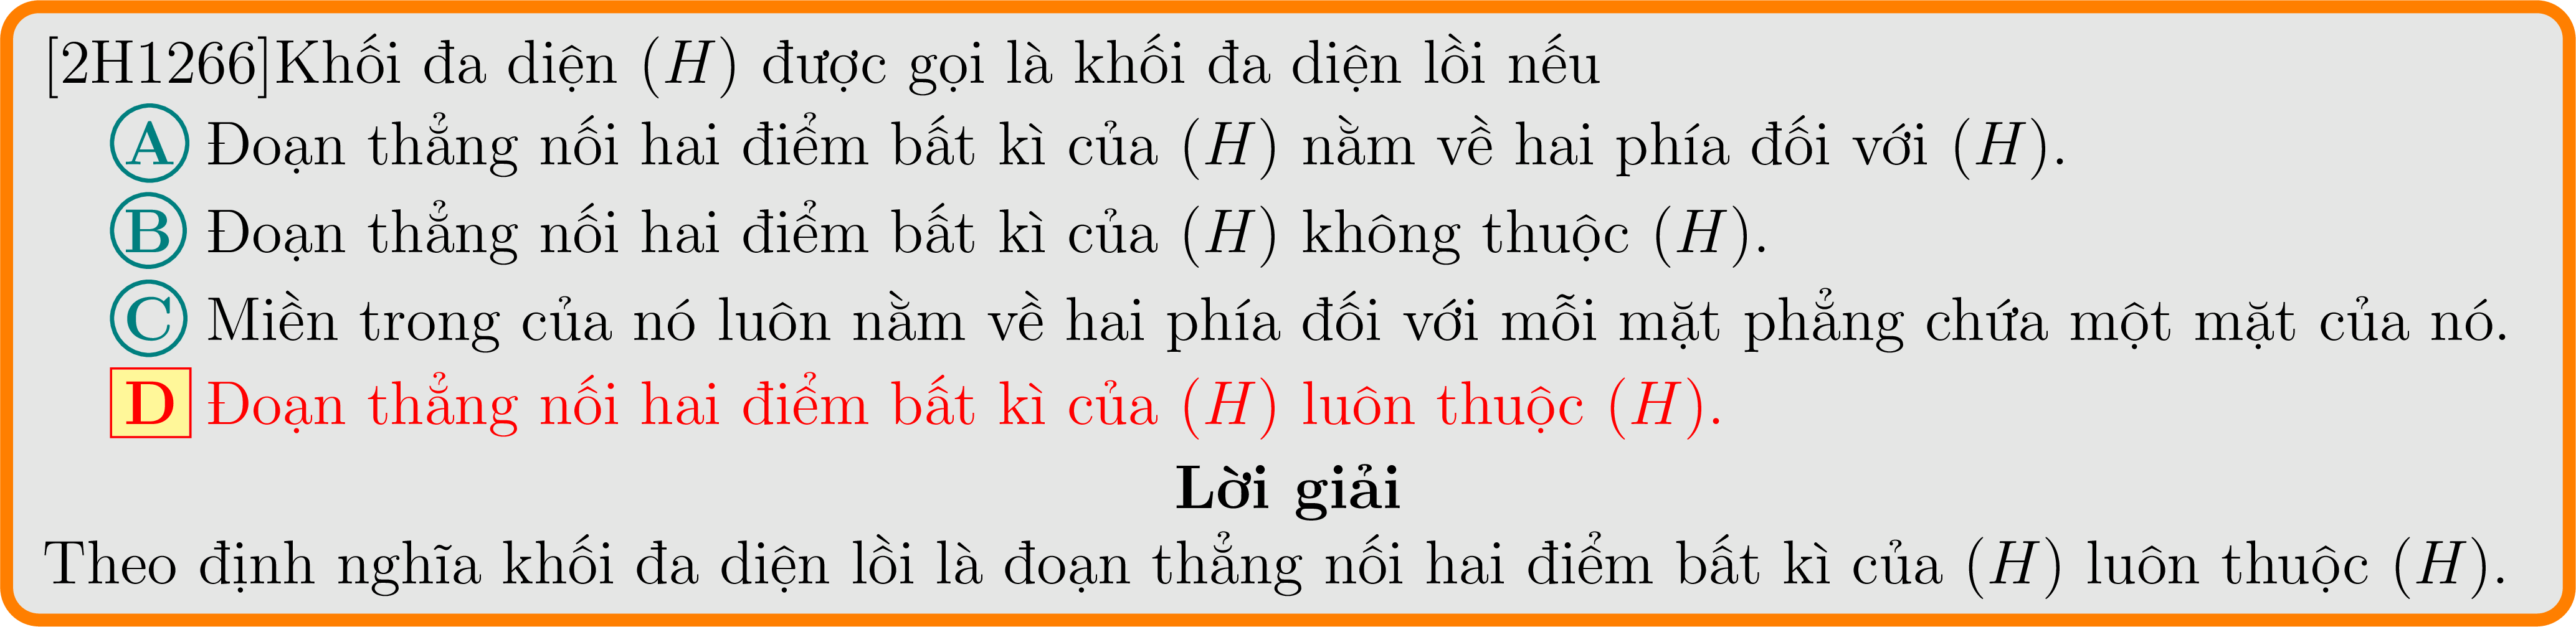 [2H1266]Khối đa diện (H) được gọi là khối đa diện lồi nếu
A Đoạn thẳng nối hai điểm bất kì của (H) nằm về hai phía đối với (H).
B Đoạn thẳng nối hai điểm bất kì của (H) không thuộc (H).
C Miền trong của nó luôn nằm về hai phía đối với mỗi mặt phẳng chứa một mặt của nó.
D Đoạn thẳng nối hai điểm bất kì của (H) luôn thuộc (H).
Lời giải
Theo định nghĩa khối đa diện lồi là đoạn thẳng nối hai điểm bất kì của (H) luôn thuộc (H).